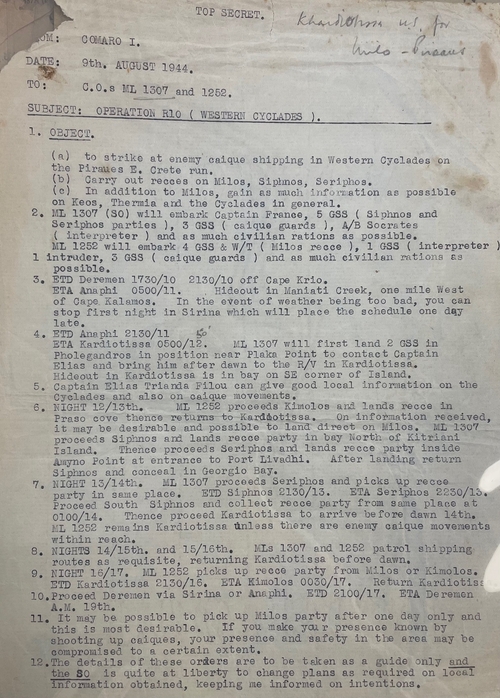 TOP SECRET.
Kardiotissa u.s. for
Milo - Piraeus
COMARO I.
DATE: 9th. AUGUST 1944.
TO: C.O.s ML 1307 and 1252.
SUBJECT: OPERATION R10 ( WESTERN CYCLADES ).
1. OBJECT.
(a) to strike at enemy caique shipping in Western Cyclades on
the Piraues E. Crete run.
(b) Carry out recces on Milos, Siphnos, Seriphos.
(c) In addition to Milos, gain as much information as possible
on Keos, Thermia and the Cyclades in general.
2. ML 1307 (SO) will embark Captain France, 5 GSS ( Siphnos and
Seriphos parties ), 3 GSS ( caique guards ), A/B Socrates
( interpreter ) and as much civilian rations as possible.
ML 1252 will embark 4 GSS & W/T ( Milos recce ), 1 GSS ( interpreter )
1 intruder, 3 GSS ( caique guards ) and as much civilian rations as
possible.
3. ETD Deremen 1730/10 2130/10 off Cape Krio.
ETA Anaphi 0500/11. Hideout in Maniati Creek, one mile West
of Cape Kalamos. In the event of weather being too bad, you can
stop first night in Sirina which will place the schedule one day
late.
4. ETD Anaphi 2130/11
ETA Kardiotissa 0500/12. ML 1307 will first land 2 GSS in
Pholegandros in position near Plaka Point to contact Captain
Elias and bring him after dawn to the R/V in Kardiotissa.
Hideout in Kardiotissa is in bay on SE corner of Island.
5. Captain Elias Trianda Filou can give good local information on the
Cyclades and also on caique movements.
6. NIGHT 12/13th. ML 1252 proceeds Kimolos and lands recce in
Praso cove thence returns to Kardiotissa. On information received,
it may be desirable and possible to land direct on Milos. ML 1307
proceeds Siphnos and lands recce party in bay North of Kitriani
Island. Thence proceeds Seriphos and lands recce party inside
Amyno Point at entrance to Port Livadhi. After landing return
Siphnos and conceal in Georgio Bay.
7. NIGHT 13/14th. ML 1307 proceeds Seriphos and picks up recce
party in same place. ETD Siphnos 2130/13. ETA Seriphos 2230/13.
Proceed South Siphnos and collect recce party from same place at
0100/14. Thence proceed Kardiotissa to arrive before dawn 14th.
ML 1252 remains Kardiotissa unless there are enemy caique movements
within reach.
8. NIGHTS 14/15th. and 15/16th. MLs 1307 and 1252 patrol shipping
routes as requisite, returning Kardiotissa before dawn.
9. NIGHT 16/17. ML 1252 picks up recce party from Milos or Kimolos.
ETD Kardiotissa 2130/16. ETA Kimolos 0030/17. Return Kardiotiss
10.Proceed Deremen via Sirina or Anaphi. ETD 2100/17. ETA Deremen
A.M. 19th.
11. It may be possible to pick up Milos party after one day only and
this is most desirable. If you make your presence known by
shooting up caiques, your presence and safety in the area may be
compromised to a certain extent.
12.The details of these orders are to be taken as a guide only and
the SO is quite at liberty to change plans as required on local
information obtained, keeping me informed on intentions.